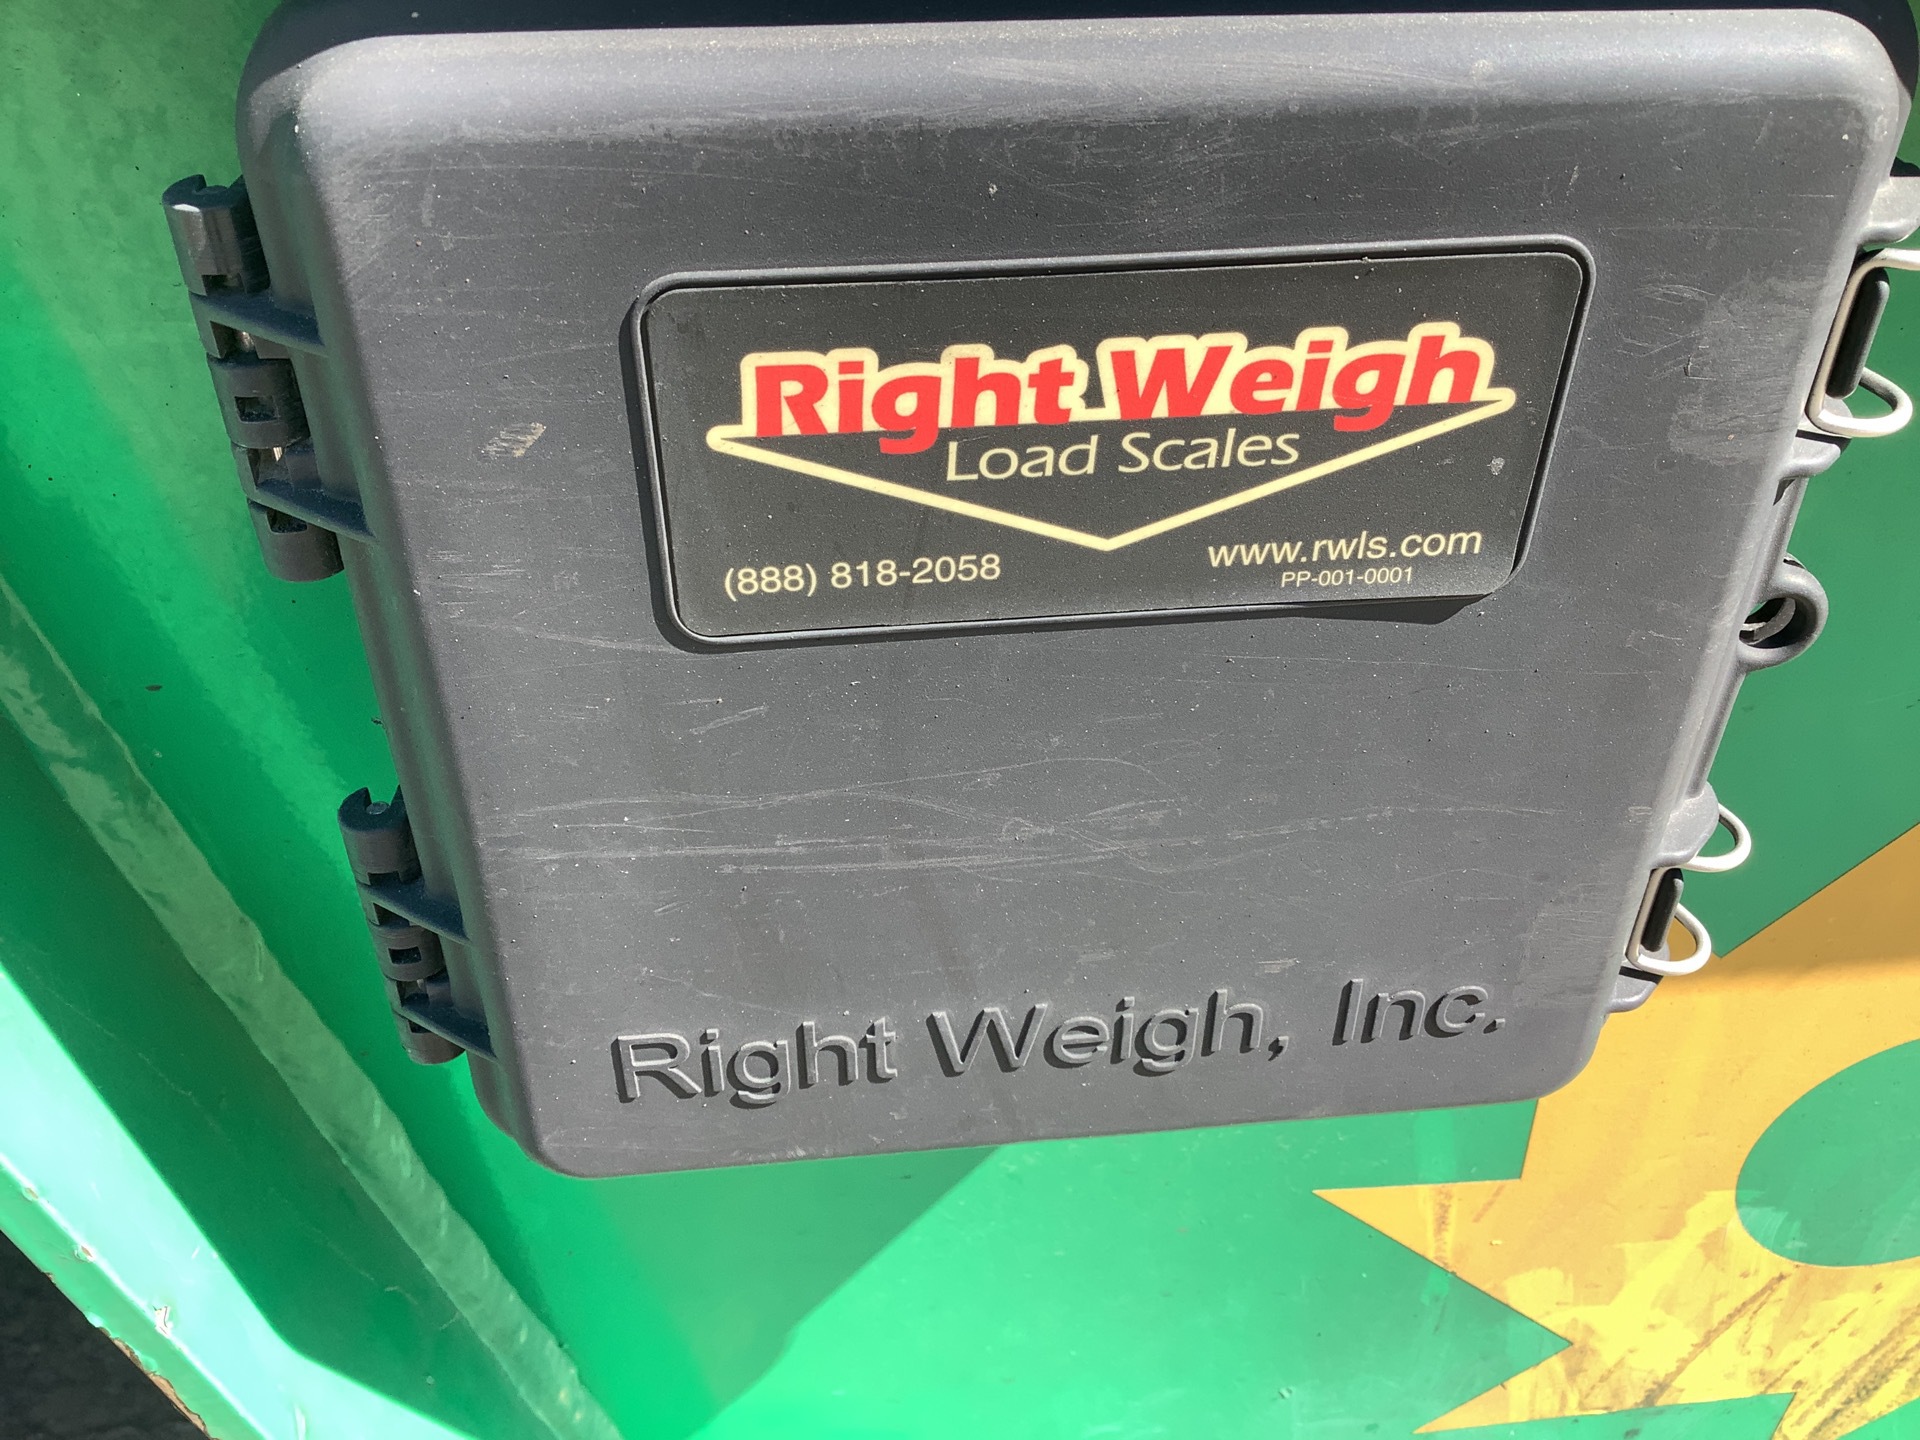 Right Weigh
Load Scales
(888) 818-2058
www.rwls.com
PP-001-0001
Right Weigh, Inc.